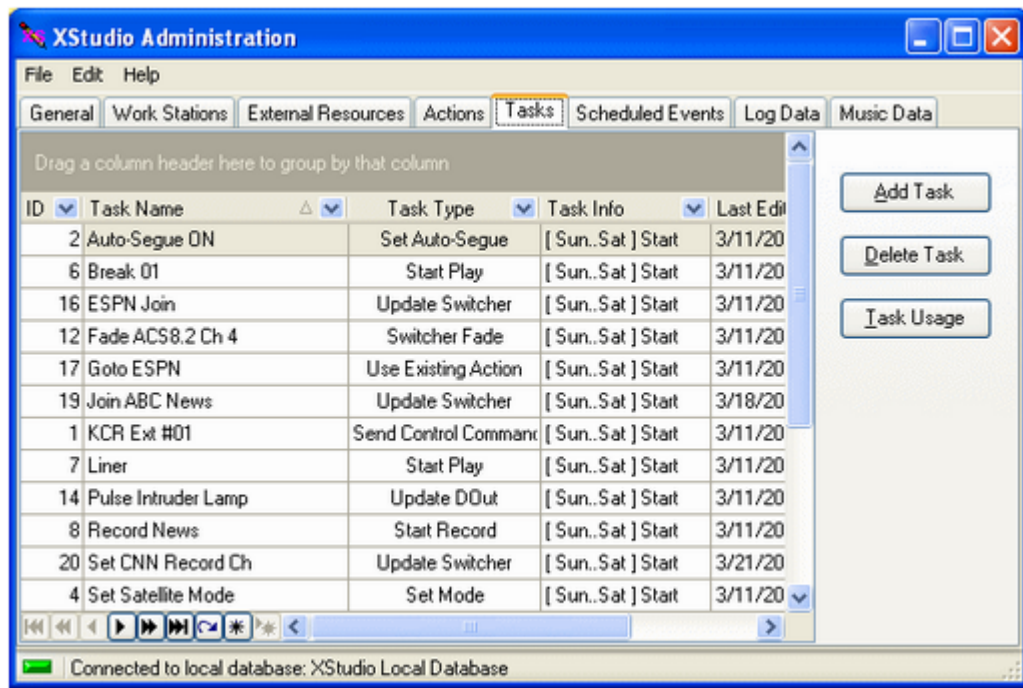 XStudio Administration
File Edit Help
General Work Stations External Resources Actions Tasks Scheduled Events Log Data Music Data
Drag a column header here to group by that column
ID Task Name Task Type Task Info Last Edit
2 Auto-Segue ON Set Auto-Segue [ Sun..Sat ] Start 3/11/20
6 Break 01 Start Play [ Sun..Sat ] Start 3/11/20
16 ESPN Join Update Switcher [ Sun..Sat ] Start 3/11/20
12 Fade ACS8.2 Ch 4 Switcher Fade [ Sun..Sat ] Start 3/11/20
17 Goto ESPN Use Existing Action [ Sun..Sat ] Start 3/11/20
19 Join ABC News Update Switcher [ Sun..Sat ] Start 3/18/20
1 KCR Ext #01 Send Control Command [ Sun..Sat ] Start 3/11/20
7 Liner Start Play [ Sun..Sat ] Start 3/11/20
14 Pulse Intruder Lamp Update DOut [ Sun..Sat ] Start 3/11/20
8 Record News Start Record [ Sun..Sat ] Start 3/11/20
20 Set CNN Record Ch Update Switcher [ Sun..Sat ] Start 3/21/20
4 Set Satellite Mode Set Mode [ Sun..Sat ] Start 3/11/20
Add Task
Delete Task
Task Usage
Connected to local database: XStudio Local Database